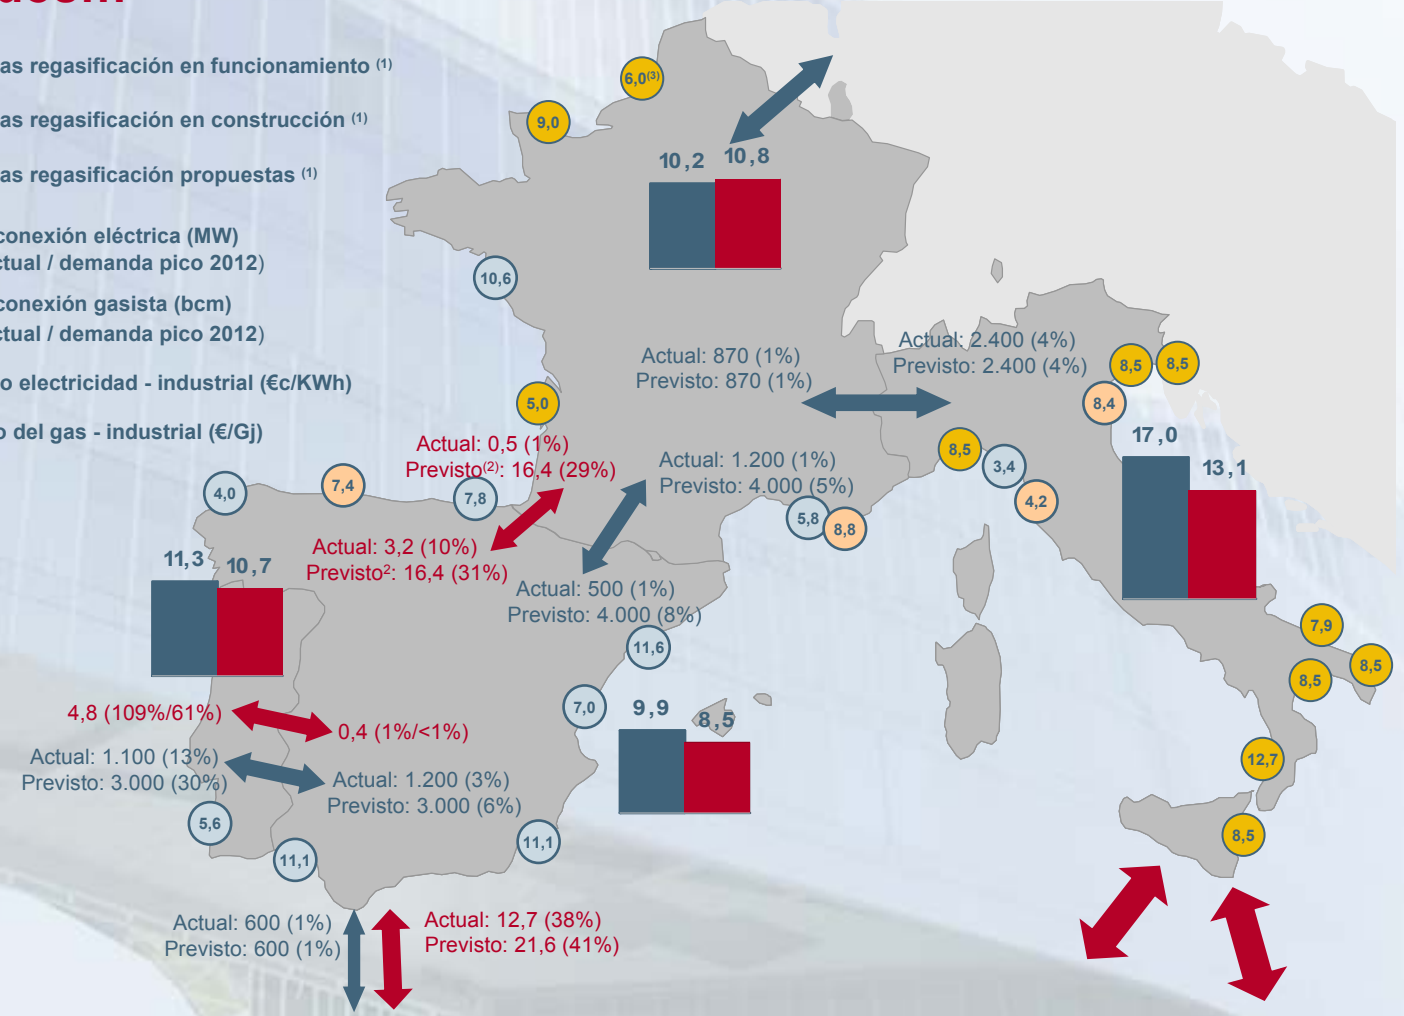 as regasificación en funcionamiento (1)
as regasificación en construcción (1)
as regasificación propuestas (1)
conexión eléctrica (MW)
ctual / demanda pico 2012)
conexión gasista (bcm)
ctual / demanda pico 2012)
o electricidad - industrial (€c/KWh)
o del gas - industrial (€/Gj)
6,0(3)
9,0
10,2 10,8
10,6
Actual: 870 (1%)
Previsto: 870 (1%)
Actual: 2.400 (4%)
Previsto: 2.400 (4%)
8,5
8,5
8,4
5,0
Actual: 0,5 (1%)
Previsto(2): 16,4 (29%)
Actual: 1.200 (1%)
Previsto: 4.000 (5%)
8,5
3,4
4,2
17,0
13,1
4,0
7,4
7,8
5,8
8,8
Actual: 3,2 (10%)
Previsto2: 16,4 (31%)
11,3 10,7
Actual: 500 (1%)
Previsto: 4.000 (8%)
11,6
7,9
8,5
8,5
7,0
9,9 8,5
4,8 (109%/61%)
0,4 (1%/<1%)
Actual: 1.100 (13%)
Previsto: 3.000 (30%)
Actual: 1.200 (3%)
Previsto: 3.000 (6%)
12,7
5,6
11,1
11,1
8,5
Actual: 600 (1%)
Previsto: 600 (1%)
Actual: 12,7 (38%)
Previsto: 21,6 (41%)